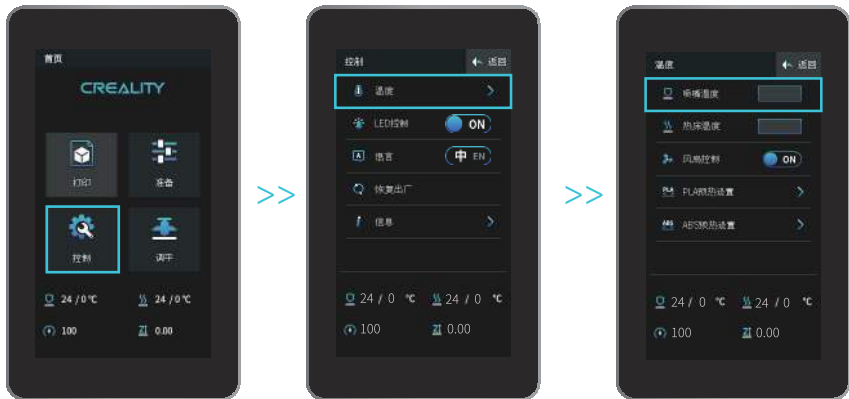 首页
CREALITY
打印
准备
控制
调平
24 / 0 ℃
24 / 0 ℃
100
0.00
>>
控制
返回
温度
LED控制
ON
语言
中 EN
恢复出厂
信息
24 / 0 ℃
24 / 0 ℃
100
0.00
>>
温度
返回
喷嘴温度
热床温度
风扇控制
ON
PLA
PLA预热设置
ABS
ABS预热设置
24 / 0 ℃
24 / 0 ℃
100
0.00